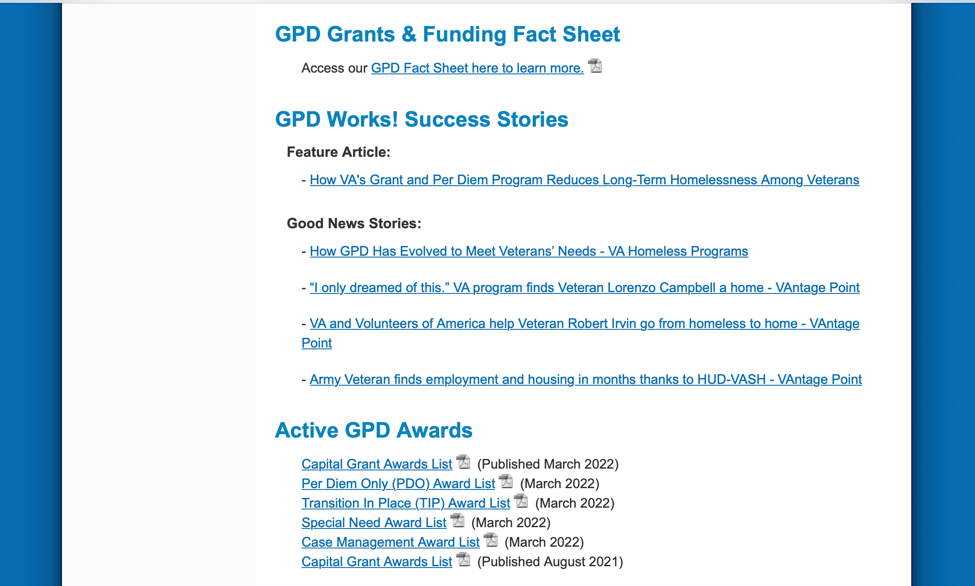 GPD Grants & Funding Fact Sheet
Access our GPD Fact Sheet here to learn more.
GPD Works! Success Stories
Feature Article:
- How VA's Grant and Per Diem Program Reduces Long-Term Homelessness Among Veterans
Good News Stories:
- How GPD Has Evolved to Meet Veterans’ Needs - VA Homeless Programs
- “I only dreamed of this.” VA program finds Veteran Lorenzo Campbell a home - VAntage Point
- VA and Volunteers of America help Veteran Robert Irvin go from homeless to home - VAntage
Point
- Army Veteran finds employment and housing in months thanks to HUD-VASH - VAntage Point
Active GPD Awards
Capital Grant Awards List (Published March 2022)
Per Diem Only (PDO) Award List (March 2022)
Transition In Place (TIP) Award List (March 2022)
Special Need Award List (March 2022)
Case Management Award List (March 2022)
Capital Grant Awards List (Published August 2021)